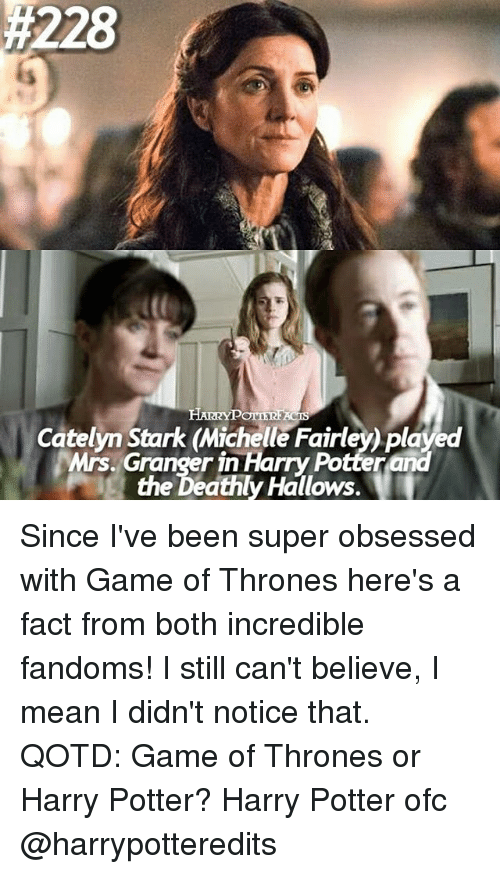 #228
HARRYPOTTERFACTS
Catelyn Stark (Michelle Fairley) played
Mrs. Granger in Harry Potter and
the Deathly Hallows.
Since I've been super obsessed
with Game of Thrones here's a
fact from both incredible
fandoms! I still can't believe, I
mean I didn't notice that.
QOTD: Game of Thrones or
Harry Potter? Harry Potter ofc
@harrypotteredits